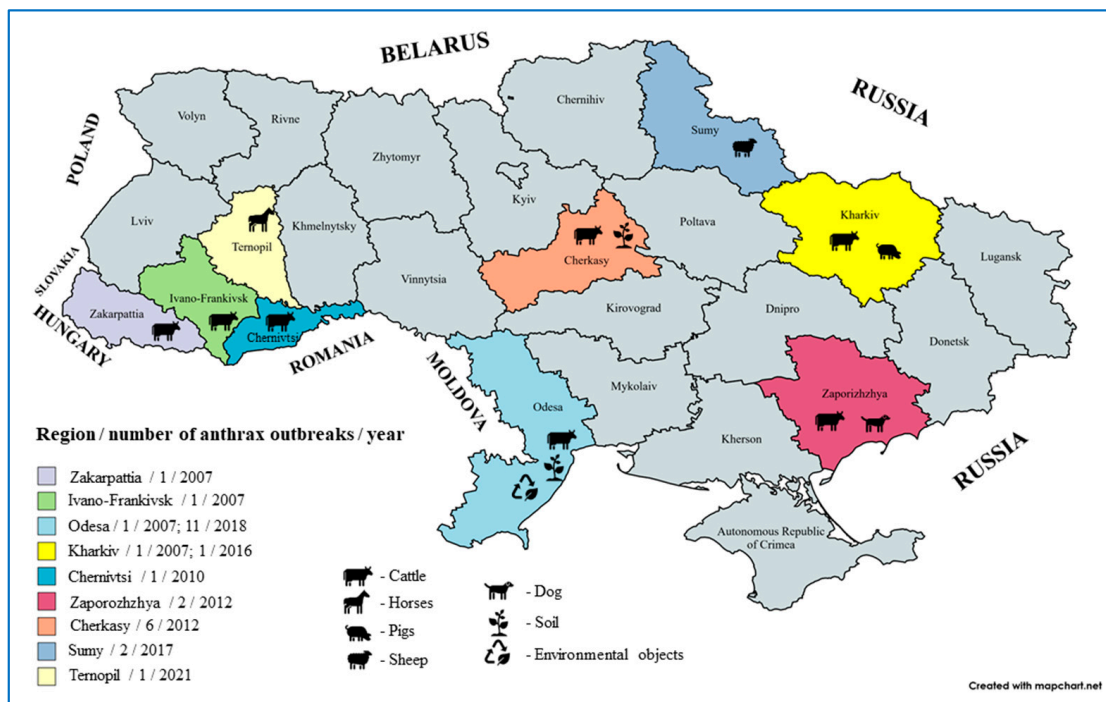 BELARUS
RUSSIA
POLAND
SLOVAKIA
HUNGARY
ROMANIA
MOLDOVA
RUSSIA
Volyn
Rivne
Zhytomyr
Chernihiv
Sumy
Kyiv
Lviv
Ternopil
Khmelnytsky
Poltava
Kharkiv
Lugansk
Cherkasy
Vinnytsia
Ivano-Frankivsk
Zakarpattia
Chernivtsi
Kirovograd
Dnipro
Donetsk
Odesa
Mykolaiv
Zaporizhzhya
Kherson
Autonomous Republic
of Crimea
Region / number of anthrax outbreaks / year
Zakarpattia / 1 / 2007
Ivano-Frankivsk / 1 / 2007
Odesa / 1 / 2007; 11 / 2018
Kharkiv / 1 / 2007; 1 / 2016
Chernivtsi / 1 / 2010
Zaporozhzhya / 2 / 2012
Cherkasy / 6 / 2012
Sumy / 2 / 2017
Ternopil / 1 / 2021
- Cattle
- Horses
- Pigs
- Sheep
- Dog
- Soil
- Environmental objects
Created with mapchart.net